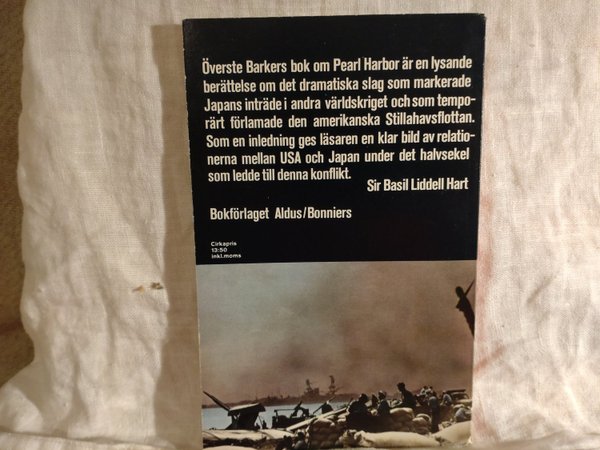 Överste Barkers bok om Pearl Harbor är en lysande
berättelse om det dramatiska slag som markerade
Japans inträde i andra världskriget och som tempo-
rärt förlamade den amerikanska Stillahavsflottan.
Som en inledning ges läsaren en klar bild av relatio-
nerna mellan USA och Japan under det halvsekel
som ledde till denna konflikt.
Sir Basil Liddell Hart
Bokförlaget Aldus/Bonniers
Cirkapris
13:50
inkl.moms